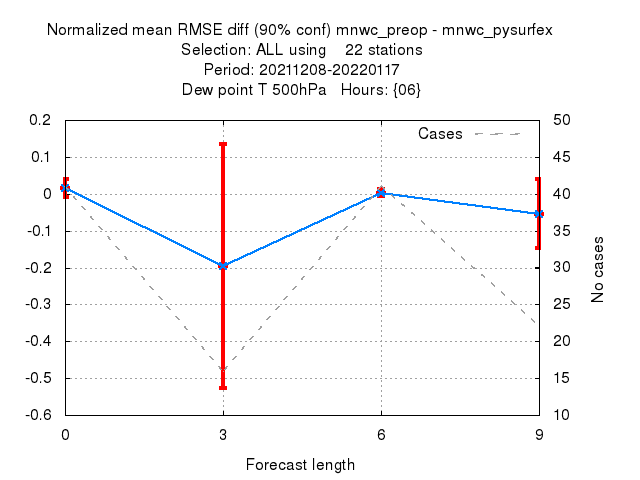 Normalized mean RMSE diff (90% conf) mnwc_preop - mnwc_pysurfex
Selection: ALL using 22 stations
Period: 20211208-20220117
Dew point T 500hPa Hours: {06}
Cases
0.2
0.1
0
-0.1
-0.2
-0.3
-0.4
-0.5
-0.6
50
45
40
35
30
25
20
15
10
No cases
0 3 6 9
Forecast length